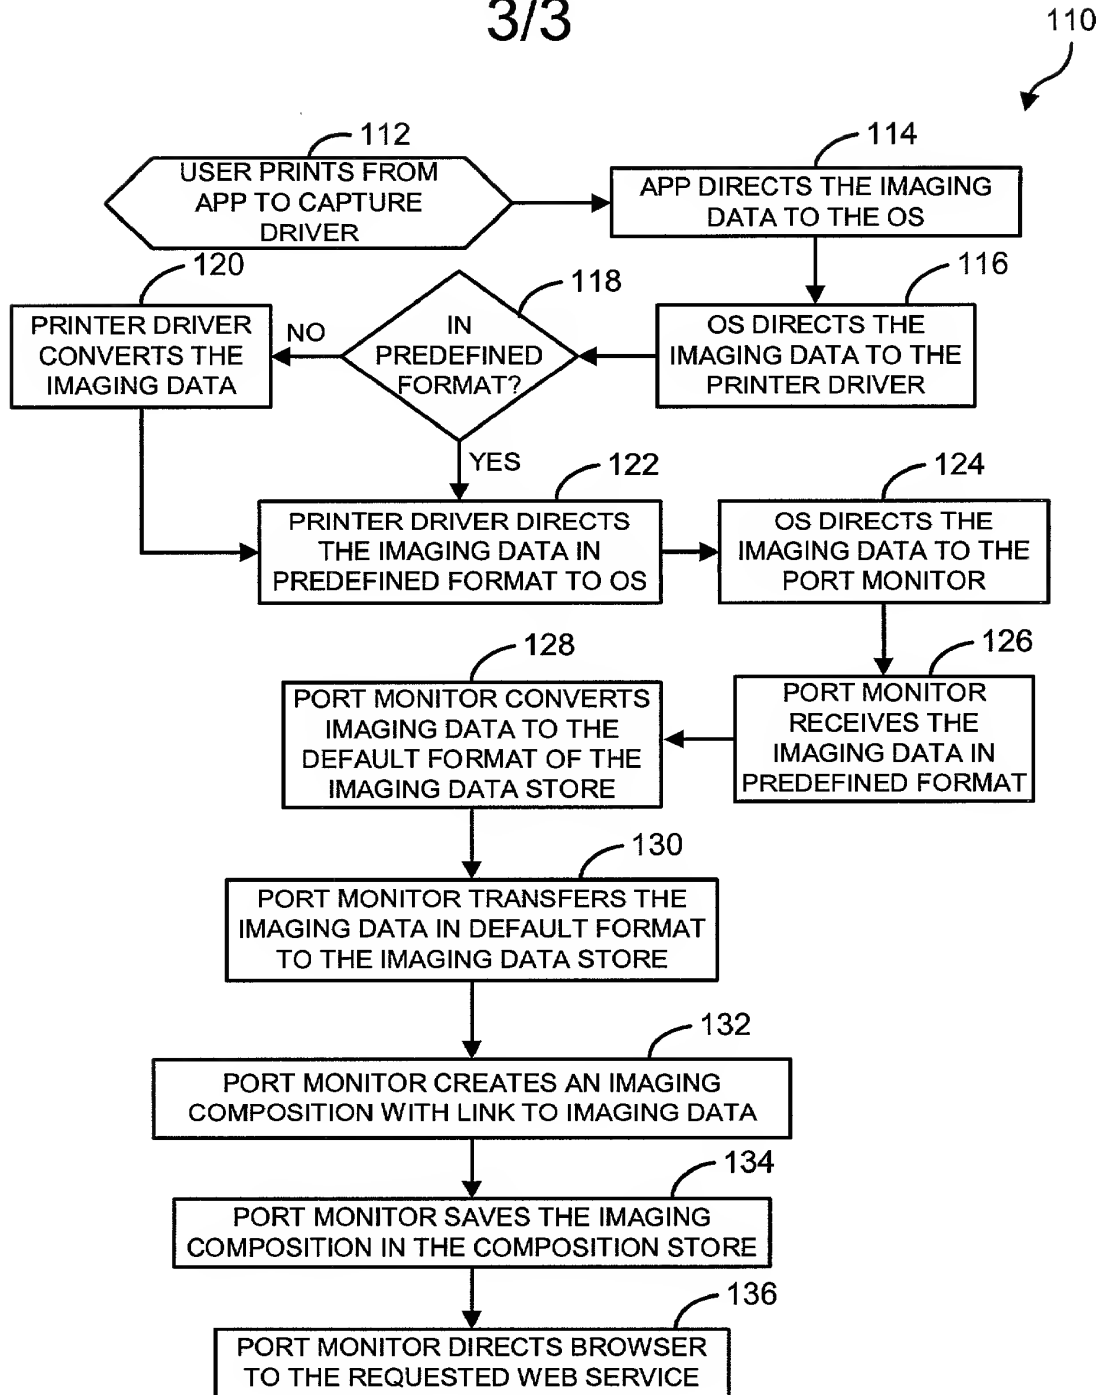 3/3
110
112
USER PRINTS FROM
APP TO CAPTURE
DRIVER
114
APP DIRECTS THE IMAGING
DATA TO THE OS
116
OS DIRECTS THE
IMAGING DATA TO THE
PRINTER DRIVER
118
IN
PREDEFINED
FORMAT?
NO
YES
120
PRINTER DRIVER
CONVERTS THE
IMAGING DATA
122
PRINTER DRIVER DIRECTS
THE IMAGING DATA IN
PREDEFINED FORMAT TO OS
124
OS DIRECTS THE
IMAGING DATA TO THE
PORT MONITOR
126
PORT MONITOR
RECEIVES THE
IMAGING DATA IN
PREDEFINED FORMAT
128
PORT MONITOR CONVERTS
IMAGING DATA TO THE
DEFAULT FORMAT OF THE
IMAGING DATA STORE
130
PORT MONITOR TRANSFERS THE
IMAGING DATA IN DEFAULT FORMAT
TO THE IMAGING DATA STORE
132
PORT MONITOR CREATES AN IMAGING
COMPOSITION WITH LINK TO IMAGING DATA
134
PORT MONITOR SAVES THE IMAGING
COMPOSITION IN THE COMPOSITION STORE
136
PORT MONITOR DIRECTS BROWSER
TO THE REQUESTED WEB SERVICE